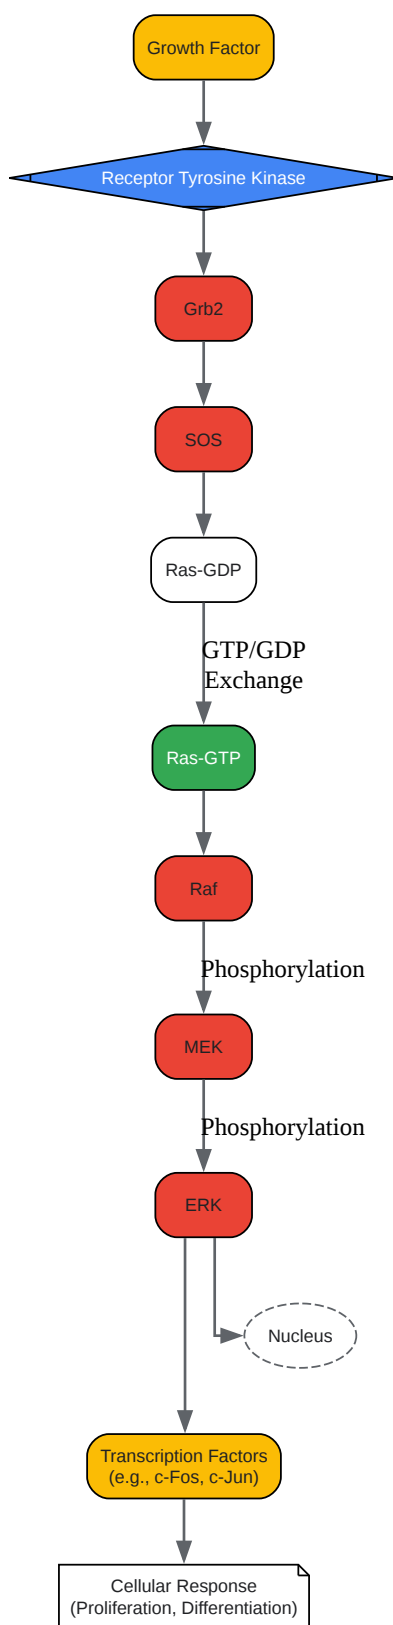 Growth Factor
Receptor Tyrosine Kinase
Grb2
SOS
Ras-GDP
GTP/GDP
Exchange
Ras-GTP
Raf
Phosphorylation
MEK
Phosphorylation
ERK
Nucleus
Transcription Factors
(e.g., c-Fos, c-Jun)
Cellular Response
(Proliferation, Differentiation)